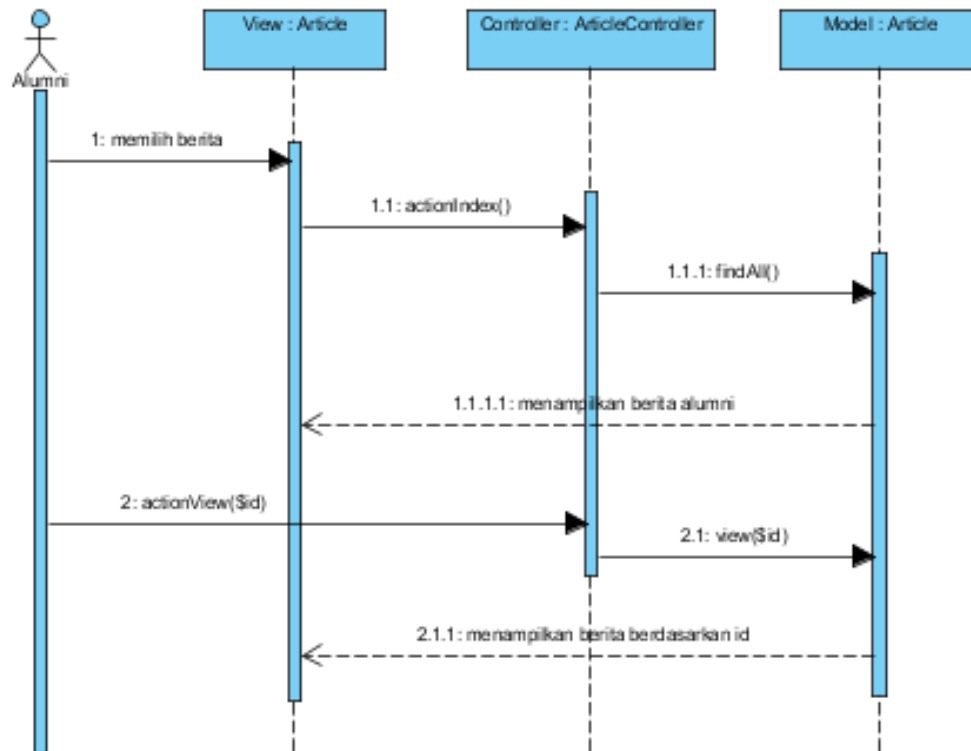 View : Article
Controller : ArticleController
Model : Article
Alumni
1: memilih berita
1.1: actionIndex()
1.1.1: findAll()
1.1.1.1: menampilkan berita alumni
2: actionView($id)
2.1: view($id)
2.1.1: menampilkan berita berdasarkan id